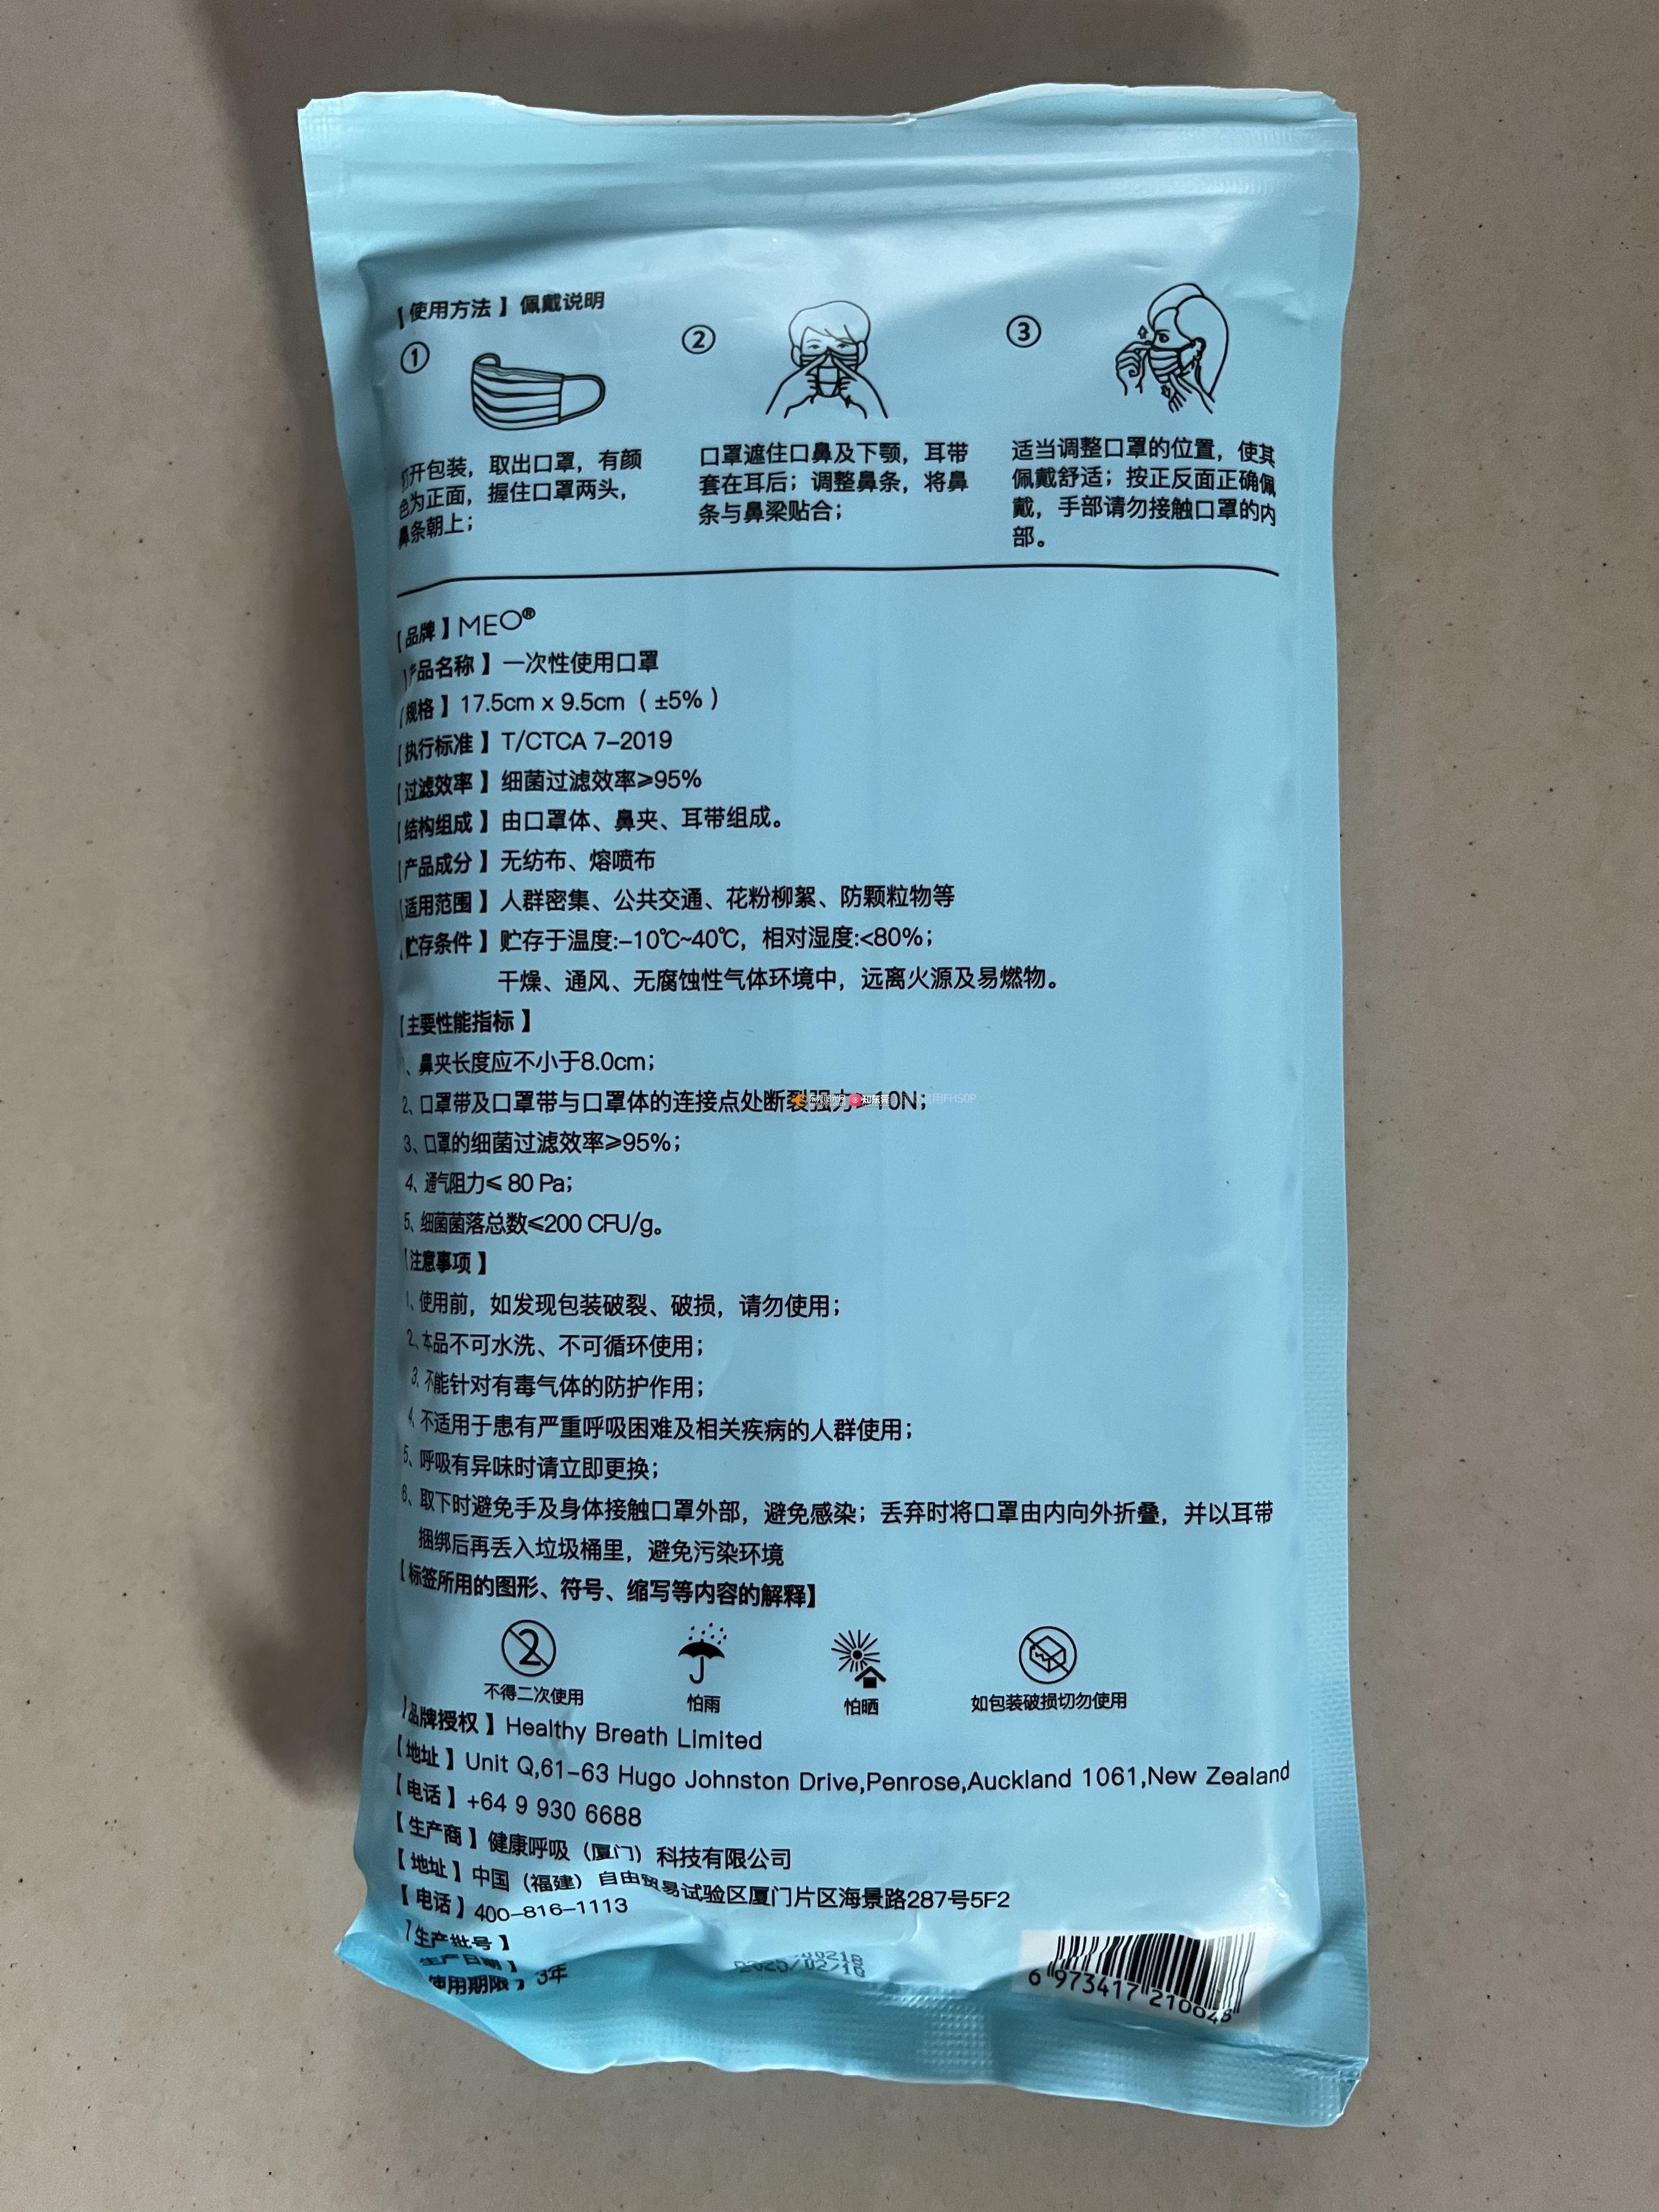 【使用方法】佩戴说明
①
②
③
打开包装，取出口罩，有颜
色为正面，握住口罩两头，
鼻条朝上；
口罩遮住口鼻及下颚，耳带
套在耳后；调整鼻条，将鼻
条与鼻梁贴合；
适当调整口罩的位置，使其
佩戴舒适；按正反面正确佩
戴，手部请勿接触口罩的内
部。
【品牌】MEO®
【产品名称】一次性使用口罩
【规格】17.5cm x 9.5cm（±5%）
【执行标准】T/CTCA 7-2019
【过滤效率】细菌过滤效率≥95%
【结构组成】由口罩体、鼻夹、耳带组成。
【产品成分】无纺布、熔喷布
【适用范围】人群密集、公共交通、花粉柳絮、防颗粒物等
【贮存条件】贮存于温度:-10℃~40℃，相对湿度:<80%；
干燥、通风、无腐蚀性气体环境中，远离火源及易燃物。
【主要性能指标】
1、鼻夹长度应不小于8.0cm；
2、口罩带及口罩带与口罩体的连接点处断裂强力≥10N；
知东莞
3、口罩的细菌过滤效率≥95%；
4、通气阻力≤ 80 Pa；
5、细菌菌落总数≤200 CFU/g。
【注意事项】
1、使用前，如发现包装破裂、破损，请勿使用；
2、本品不可水洗、不可循环使用；
3、不能针对有毒气体的防护作用；
4、不适用于患有严重呼吸困难及相关疾病的人群使用；
5、呼吸有异味时请立即更换；
6、取下时避免手及身体接触口罩外部，避免感染；丢弃时将口罩由内向外折叠，并以耳带
捆绑后再丢入垃圾桶里，避免污染环境
【标签所用的图形、符号、缩写等内容的解释】
2
不得二次使用
怕雨
怕晒
如包装破损切勿使用
【品牌授权】Healthy Breath Limited
【地址】Unit Q,61-63 Hugo Johnston Drive,Penrose,Auckland 1061,New Zealand
【电话】+64 9 930 6688
【生产商】健康呼吸（厦门）科技有限公司
【地址】中国（福建）自由贸易试验区厦门片区海景路287号5F2
【电话】400-816-1113
【生产批号】
生产日期】
使用期限】3年
6 973417 210048